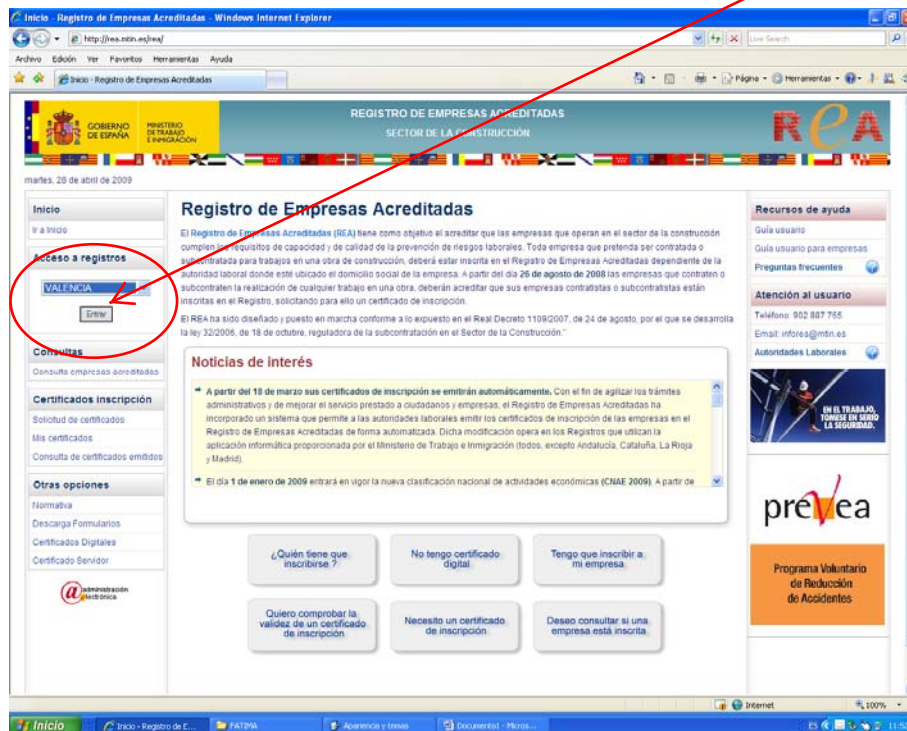 Inicio - Registro de Empresas Acreditadas - Windows Internet Explorer
http://rea.mtin.es/rea/
Live Search
Archivo Edición Ver Favoritos Herramientas Ayuda
Inicio - Registro de Empresas Acreditadas
Página Herramientas
GOBIERNO DE ESPAÑA
MINISTERIO DE TRABAJO E INMIGRACIÓN
REGISTRO DE EMPRESAS ACREDITADAS
SECTOR DE LA CONSTRUCCIÓN
REA
martes, 28 de abril de 2009
Inicio
Ir a Inicio
Acceso a registros
VALENCIA
Entrar
Consultas
Consulta empresas acreditadas
Certificados inscripción
Solicitud de certificados
Mis certificados
Consulta de certificados emitidos
Otras opciones
Normativa
Descarga Formularios
Certificados Digitales
Certificado Servidor
administración electrónica
Registro de Empresas Acreditadas
El Registro de Empresas Acreditadas (REA) tiene como objetivo el acreditar que las empresas que operan en el sector de la construcción
cumplen los requisitos de capacidad y de calidad de la prevención de riesgos laborales. Toda empresa que pretenda ser contratada o
subcontratada para trabajos en una obra de construcción, deberá estar inscrita en el Registro de Empresas Acreditadas dependiente de la
autoridad laboral donde esté ubicado el domicilio social de la empresa. A partir del día 26 de agosto de 2008 las empresas que contraten o
subcontraten la realización de cualquier trabajo en una obra, deberán acreditar que sus empresas contratistas o subcontratistas están
inscritas en el Registro, solicitando para ello un certificado de inscripción.
El REA ha sido diseñado y puesto en marcha conforme a lo expuesto en el Real Decreto 1109/2007, de 24 de agosto, por el que se desarrolla
la ley 32/2006, de 18 de octubre, reguladora de la subcontratación en el Sector de la Construcción."
Noticias de interés
A partir del 18 de marzo sus certificados de inscripción se emitirán automáticamente. Con el fin de agilizar los trámites
administrativos y de mejorar el servicio prestado a ciudadanos y empresas, el Registro de Empresas Acreditadas ha
incorporado un sistema que permite a las autoridades laborales emitir los certificados de inscripción de las empresas en el
Registro de Empresas Acreditadas de forma automatizada. Dicha modificación opera en los Registros que utilizan la
aplicación informática proporcionada por el Ministerio de Trabajo e Inmigración (todos, excepto Andalucía, Cataluña, La Rioja
y Madrid).
El día 1 de enero de 2009 entrará en vigor la nueva clasificación nacional de actividades económicas (CNAE 2009). A partir de
¿Quién tiene que inscribirse ?
No tengo certificado digital
Tengo que inscribir a mi empresa
Quiero comprobar la validez de un certificado de inscripción
Necesito un certificado de inscripción
Deseo consultar si una empresa está inscrita
Recursos de ayuda
Guía usuario
Guía usuario para empresas
Preguntas frecuentes
Atención al usuario
Teléfono: 902 887 765
Email: inforea@mtin.es
Autoridades Laborales
EN EL TRABAJO,
TÓMESE EN SERIO
LA SEGURIDAD.
prevea
Programa Voluntario
de Reducción
de Accidentes
Internet
100%
Inicio
Inicio - Registro de E...
FATIMA
Apariencia y temas
Documento1 - Micros...
ES
11:52